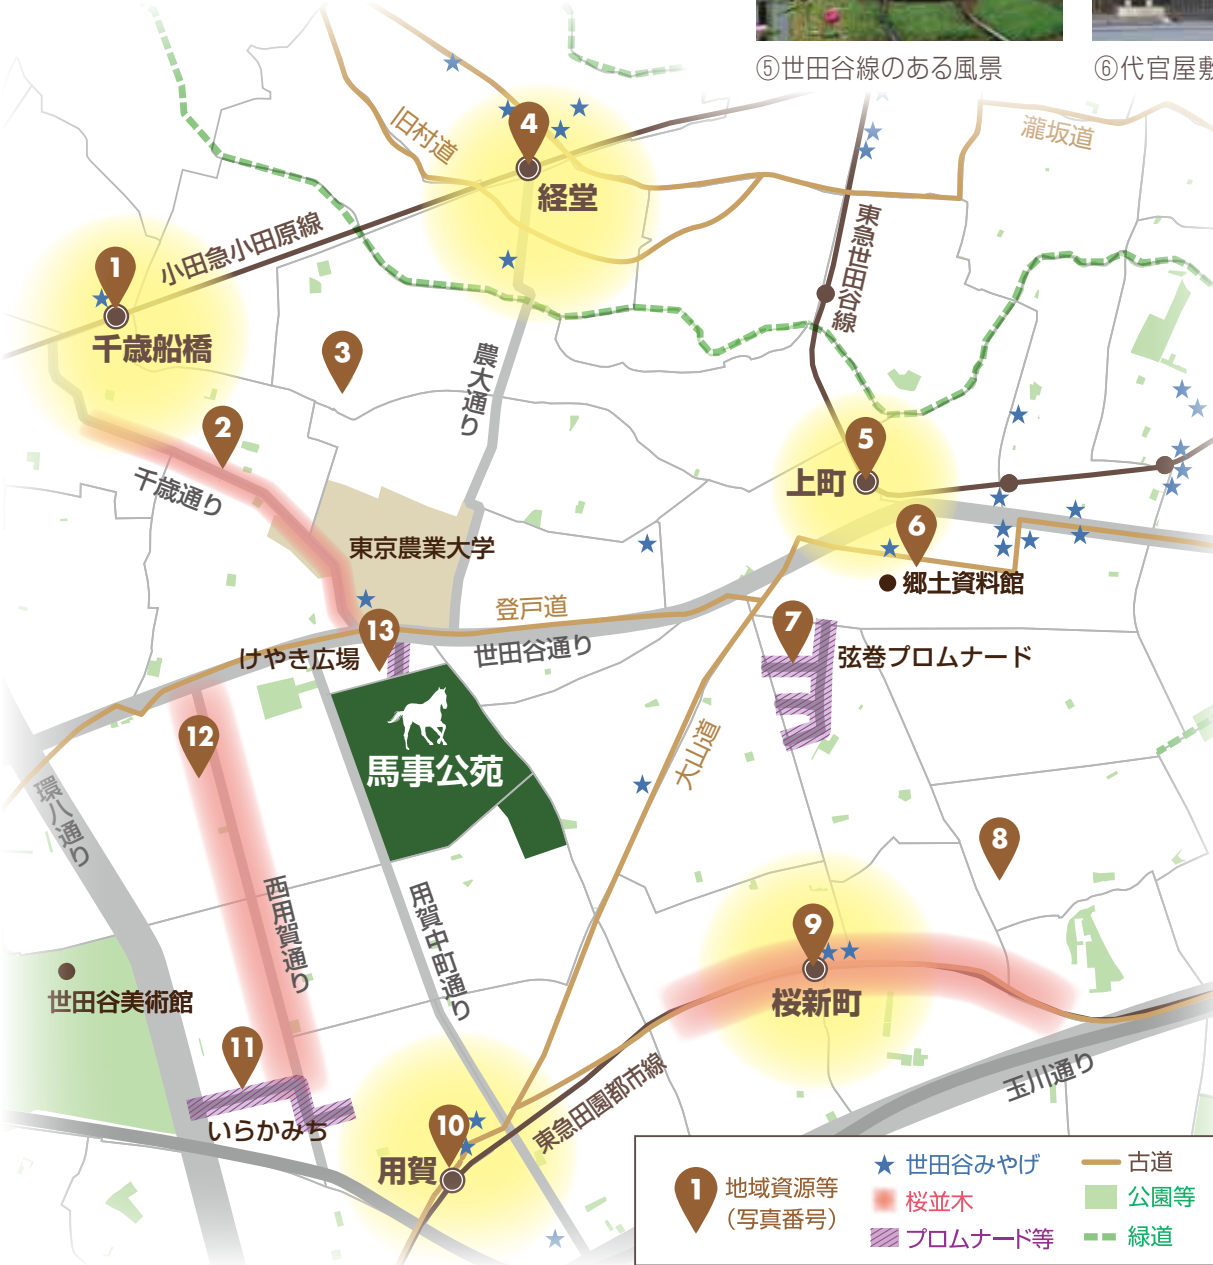 ⑤世田谷線のある風景
⑥代官屋敷
旧村道
瀧坂道
4
経堂
小田急小田原線
東急世田谷線
1
千歳船橋
3
農大通り
2
千歳通り
5
上町
6
東京農業大学
郷土資料館
登戸道
世田谷通り
13
けやき広場
7
弦巻プロムナード
12
馬事公苑
大山道
環八通り
8
西用賀通り
用賀中町通り
9
桜新町
世田谷美術館
11
いらかみち
10
用賀
東急田園都市線
玉川通り
1
地域資源等
（写真番号）
世田谷みやげ
桜並木
プロムナード等
古道
公園等
緑道